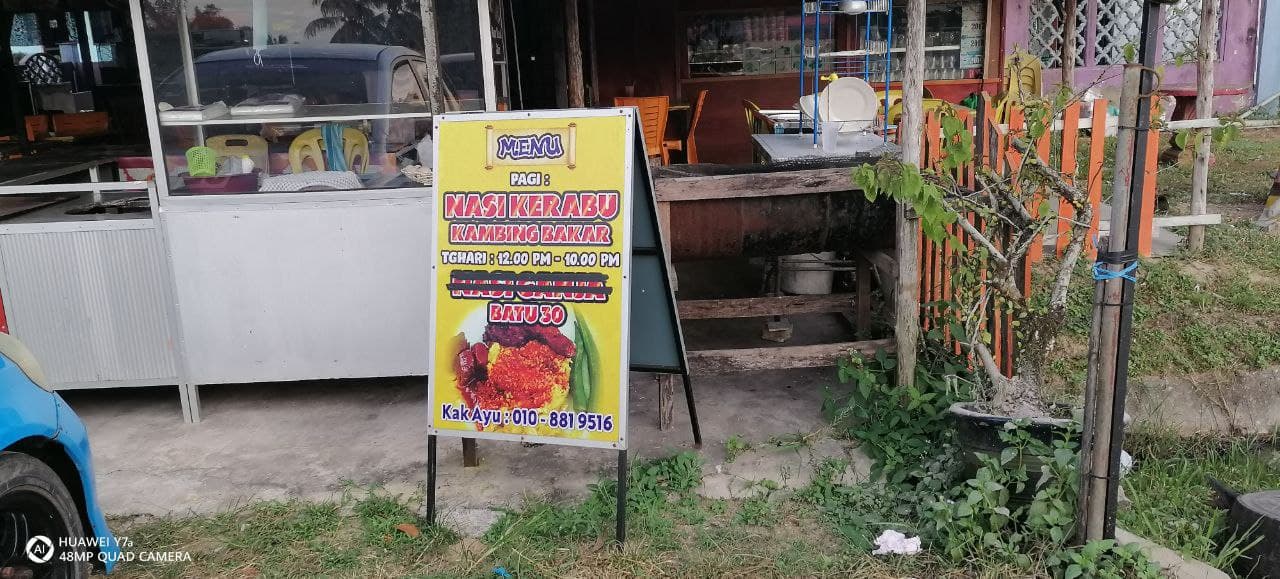 MENU
PAGI :
NASI KERABU
KAMBING BAKAR
TGHARI : 12.00 PM - 10.00 PM
NASI GANJA
BATU 30
Kak Ayu : 010 - 881 9516
HUAWEI Y7a
AI 48MP QUAD CAMERA